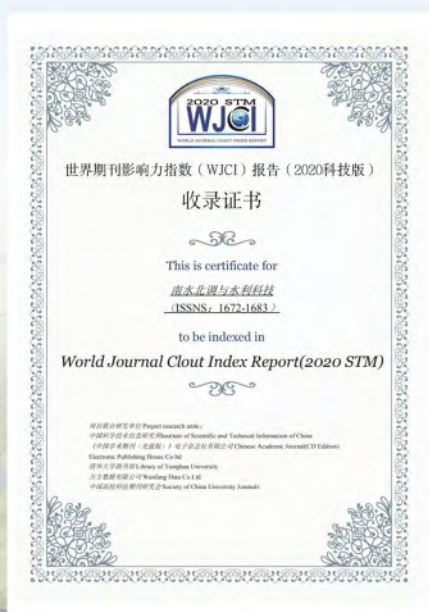 2020 STM
WJCI
WORLD JOURNAL CLOUT INDEX REPORT
世界期刊影响力指数（WJCI）报告（2020科技版）
收录证书
This is certificate for
南水北调与水利科技
（ISSNS：1672-1683）
to be indexed in
World Journal Clout Index Report(2020 STM)
项目联合研发单位Project research units：
中国科学技术信息研究所Institute of Scientific and Technical Information of China
《中国学术期刊（光盘版）》电子杂志社有限公司Chinese Academic Journal(CD Edition)
Electronic Publishing House Co ltd
清华大学图书馆Library of Tsinghua University
万方数据有限公司Wanfang Data Co Ltd
中国高校科技期刊研究会Society of China University Journals